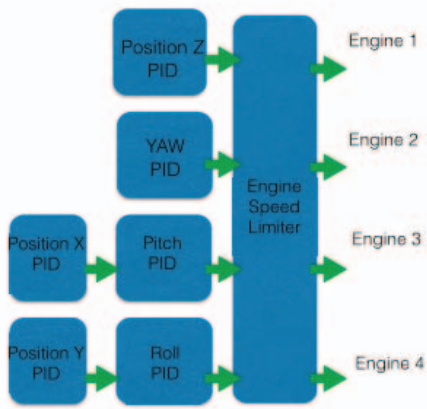 Position Z
PID
Engine 1
YAW
PID
Engine 2
Engine
Speed
Limiter
Position X
PID
Pitch
PID
Engine 3
Position Y
PID
Roll
PID
Engine 4